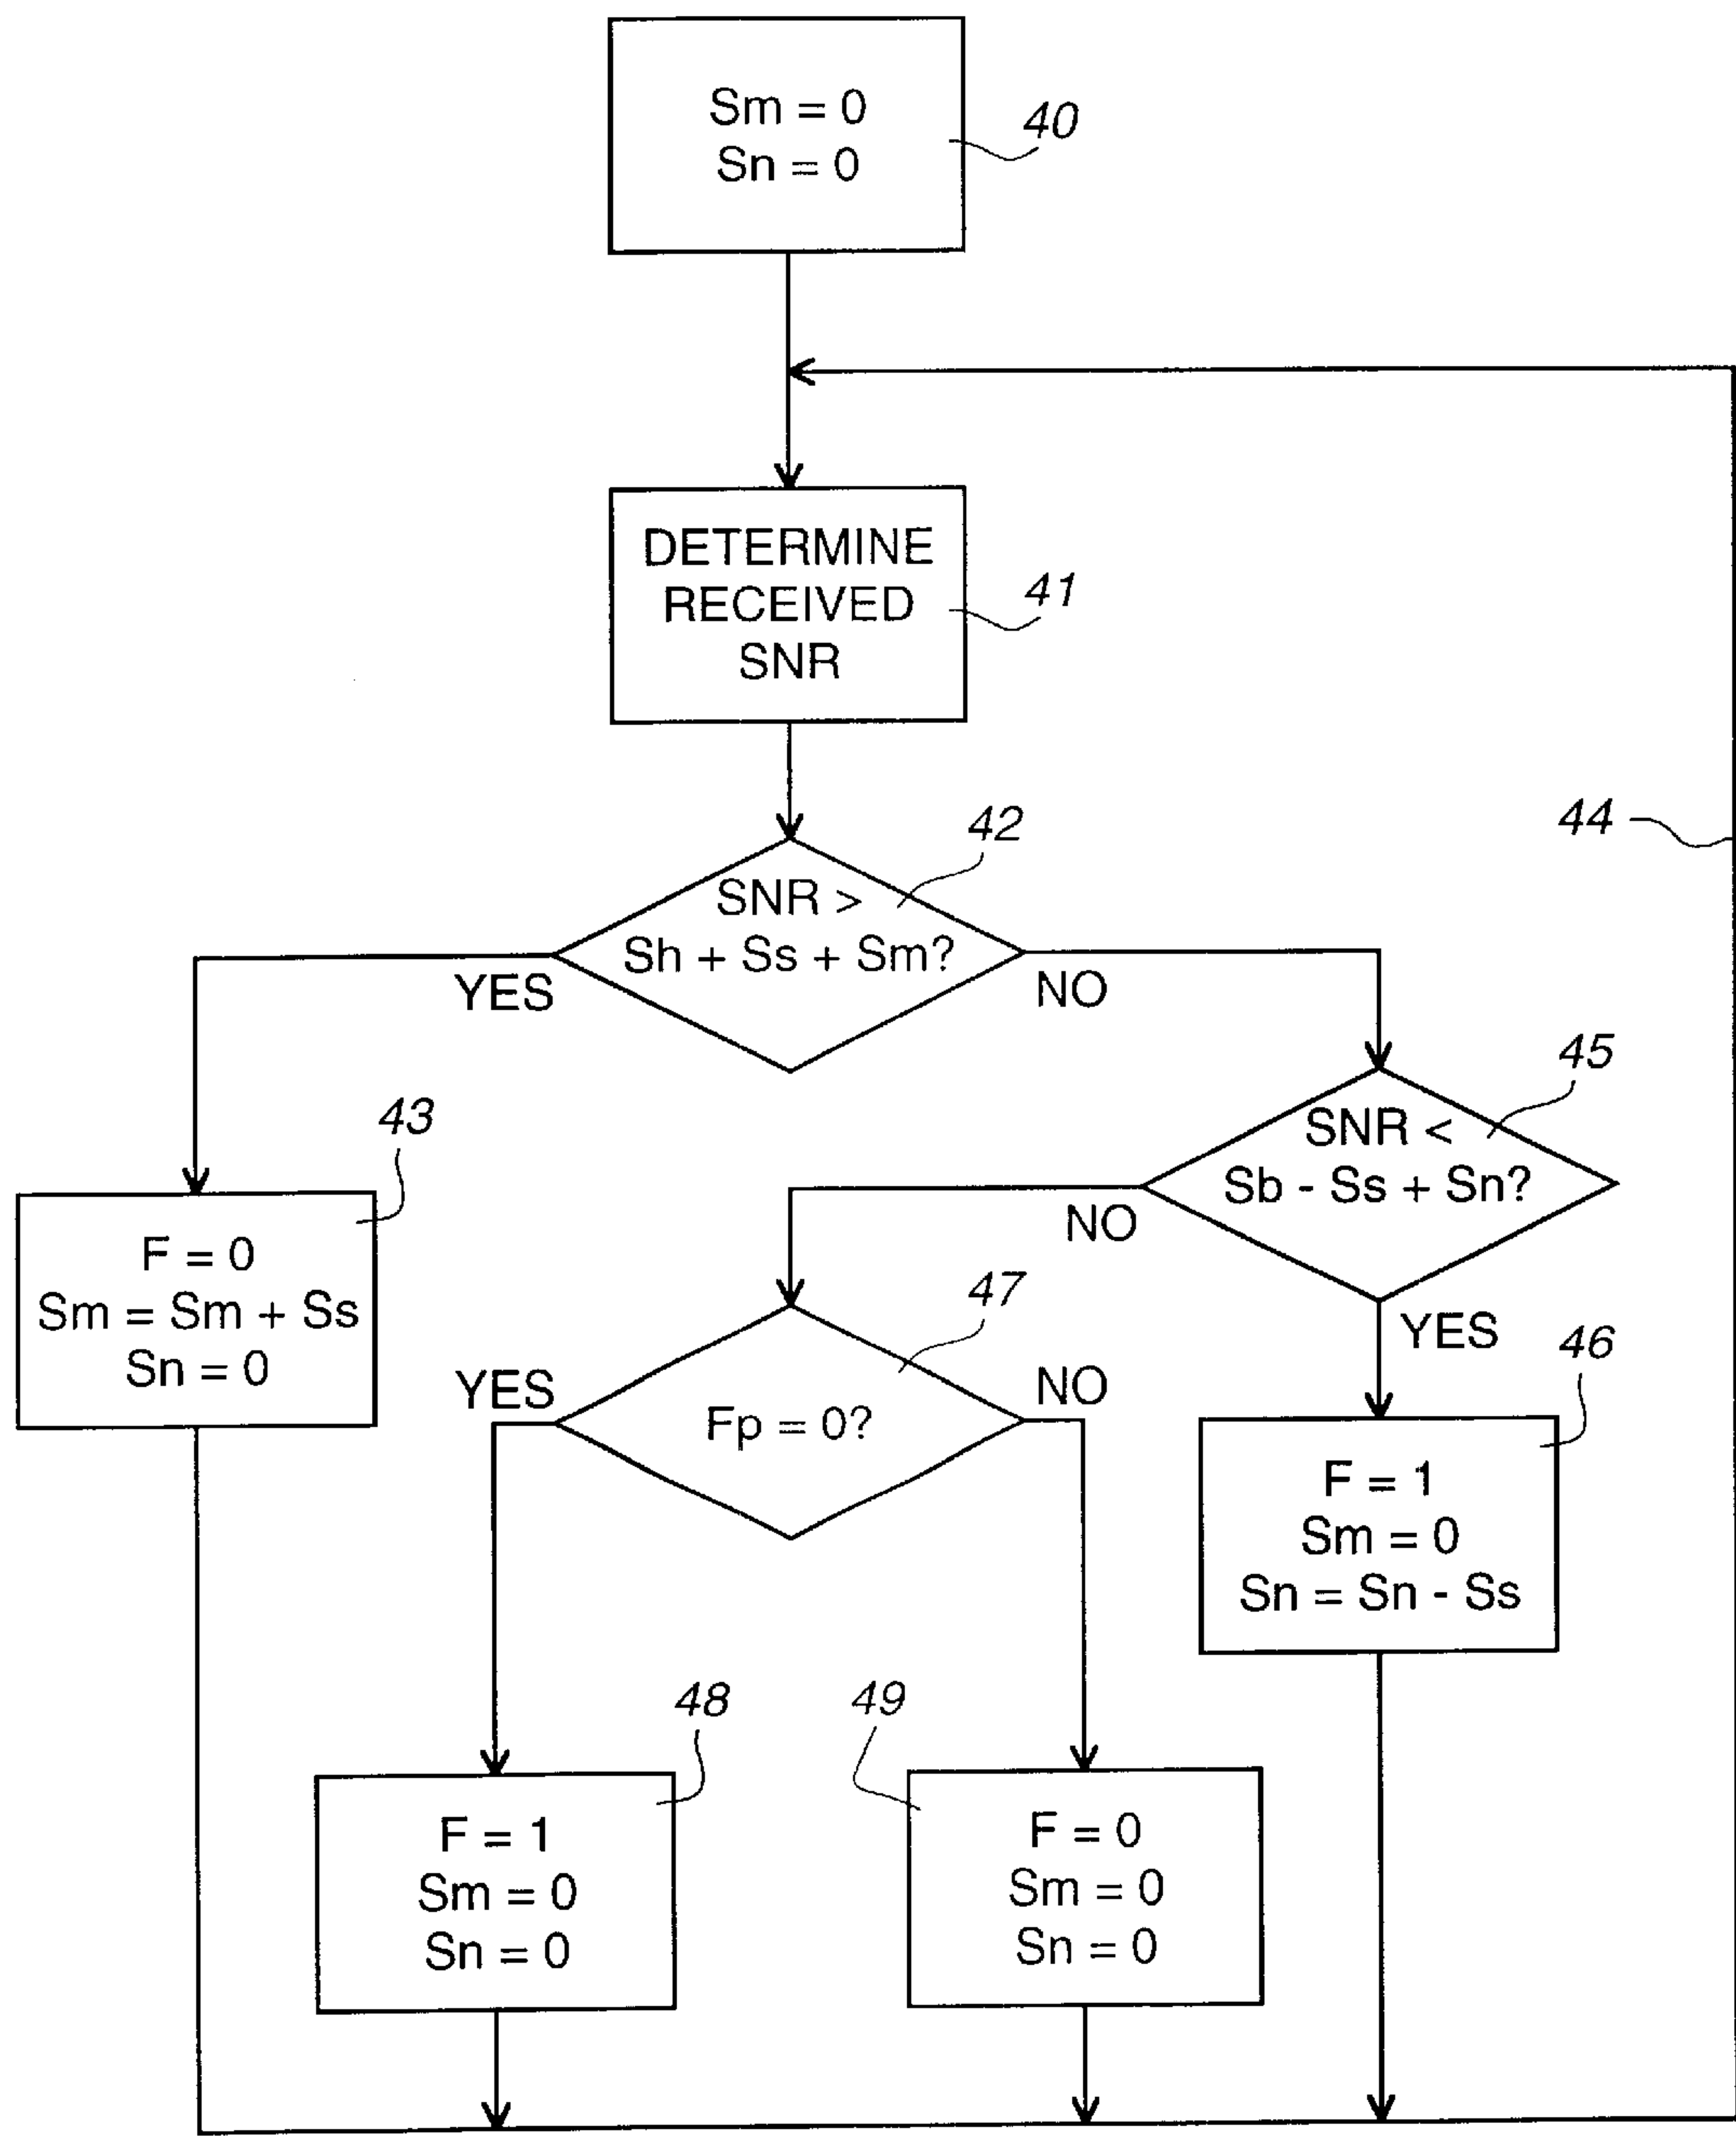 Sm = 0
Sn = 0
40
DETERMINE
RECEIVED
SNR
41
42
SNR >
Sh + Ss + Sm?
YES
NO
44
45
SNR <
Sb - Ss + Sn?
NO
YES
43
F = 0
Sm = Sm + Ss
Sn = 0
47
Fp = 0?
YES
NO
46
F = 1
Sm = 0
Sn = Sn - Ss
48
F = 1
Sm = 0
Sn = 0
49
F = 0
Sm = 0
Sn = 0